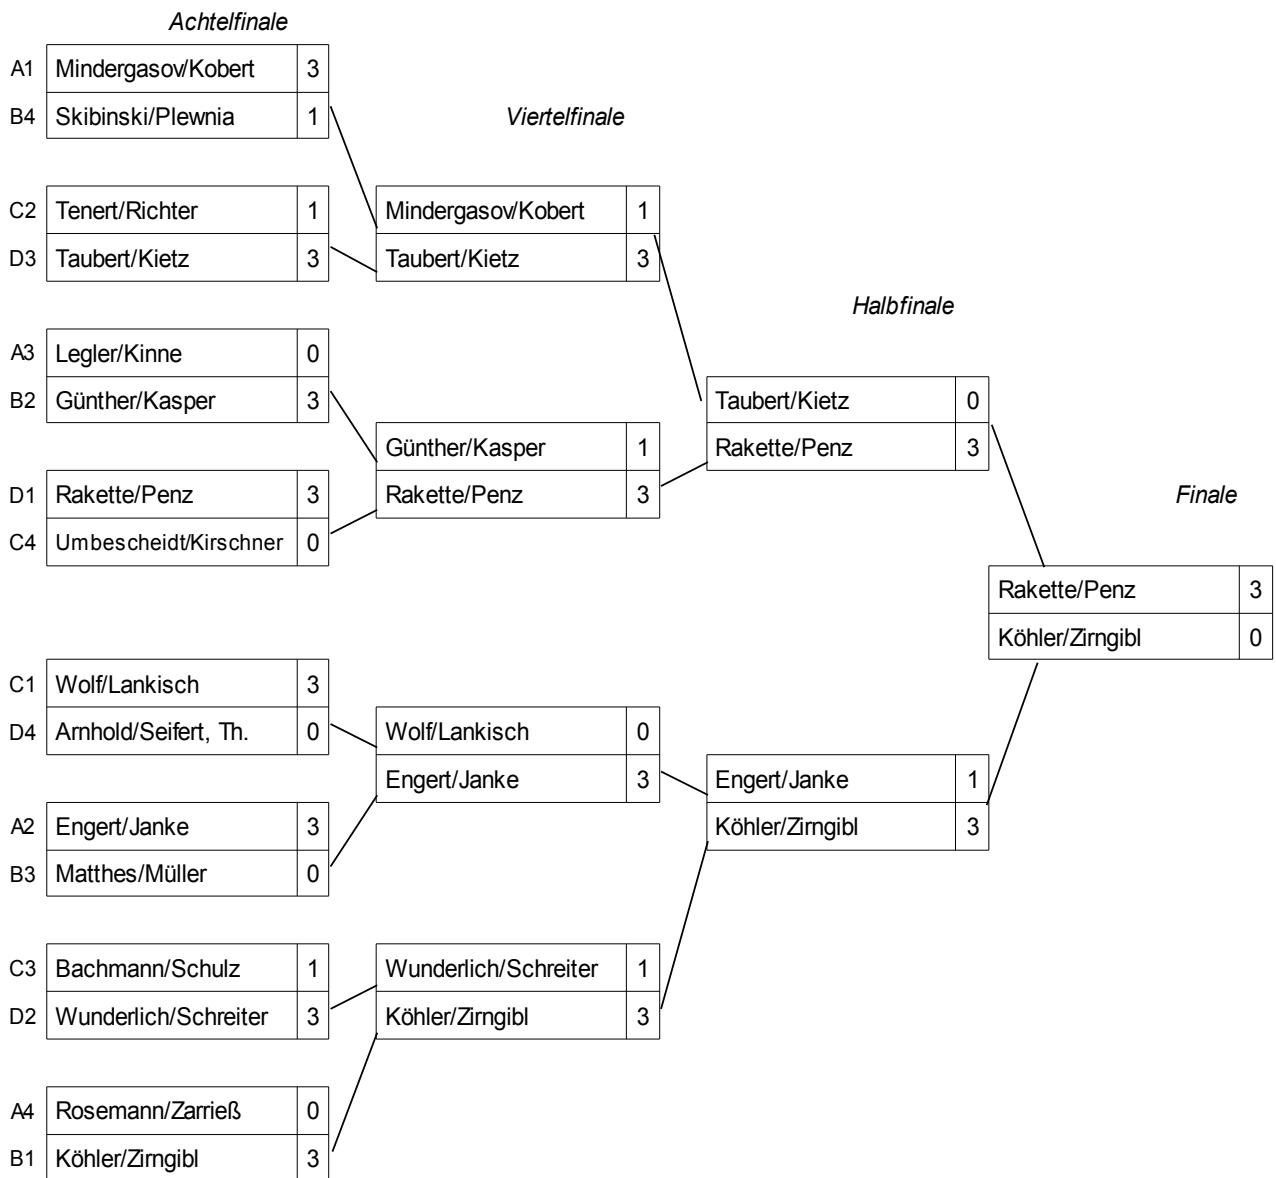 Achtelfinale
A1 Mindergasov/Kobert 3
B4 Skibinski/Plewnia 1
Viertelfinale
C2 Tenert/Richter 1
Mindergasov/Kobert 1
D3 Taubert/Kietz 3
Taubert/Kietz 3
Halbfinale
A3 Legler/Kinne 0
B2 Günther/Kasper 3
Taubert/Kietz 0
Günther/Kasper 1
Rakette/Penz 3
D1 Rakette/Penz 3
Rakette/Penz 3
Finale
C4 Umbescheidt/Kirschner 0
Rakette/Penz 3
Köhler/Zirngibl 0
C1 Wolf/Lankisch 3
D4 Arnhold/Seifert, Th. 0
Wolf/Lankisch 0
Engert/Janke 3
Engert/Janke 1
A2 Engert/Janke 3
Köhler/Zirngibl 3
B3 Matthes/Müller 0
C3 Bachmann/Schulz 1
Wunderlich/Schreiter 1
D2 Wunderlich/Schreiter 3
Köhler/Zirngibl 3
A4 Rosemann/Zarrieß 0
B1 Köhler/Zirngibl 3